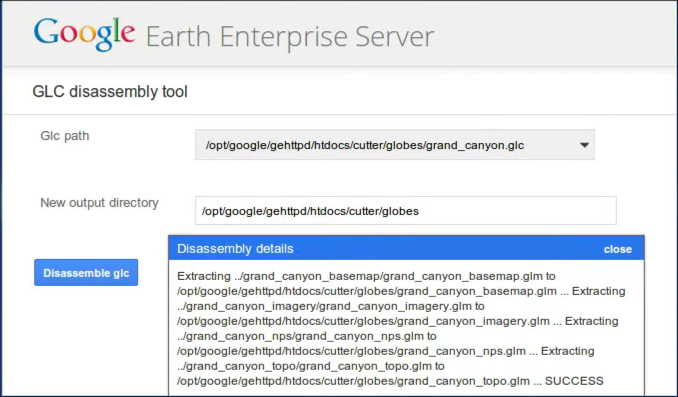 Google Earth Enterprise Server
GLC disassembly tool
Glc path
/opt/google/gehttpd/htdocs/cutter/globes/grand_canyon.glc
New output directory
/opt/google/gehttpd/htdocs/cutter/globes
Disassemble glc
Disassembly details
close
Extracting ../grand_canyon_basemap/grand_canyon_basemap.glm to
/opt/google/gehttpd/htdocs/cutter/globes/grand_canyon_basemap.glm ... Extracting
../grand_canyon_imagery/grand_canyon_imagery.glm to
/opt/google/gehttpd/htdocs/cutter/globes/grand_canyon_imagery.glm ... Extracting
../grand_canyon_nps/grand_canyon_nps.glm to
/opt/google/gehttpd/htdocs/cutter/globes/grand_canyon_nps.glm ... Extracting
../grand_canyon_topo/grand_canyon_topo.glm to
/opt/google/gehttpd/htdocs/cutter/globes/grand_canyon_topo.glm ... SUCCESS